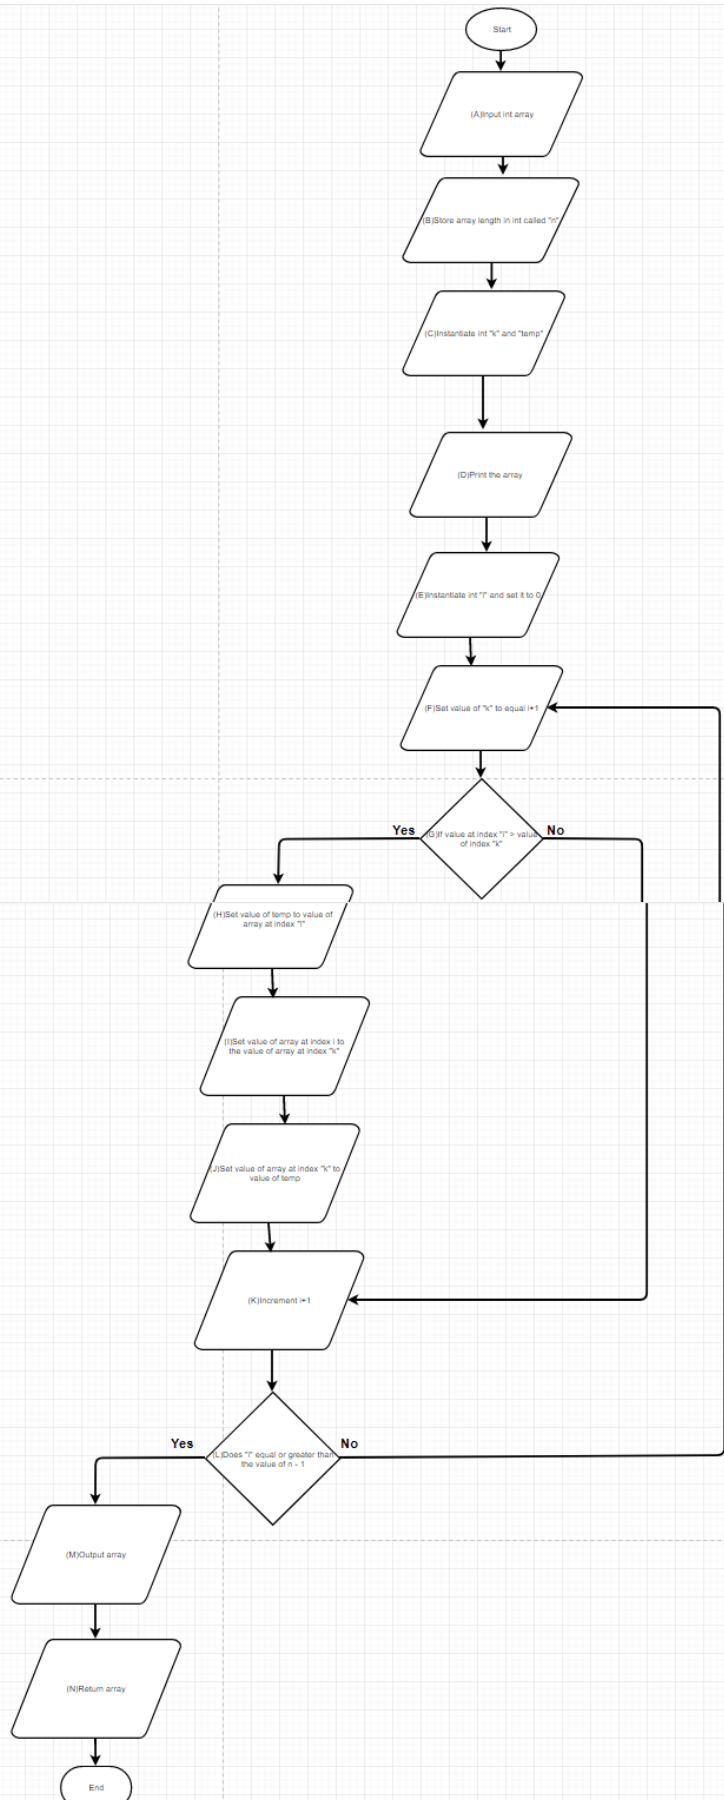 Start
(A)Input int array
(B)Store array length in int called "n"
(C)Instantiate int "k" and "temp"
(D)Print the array
(E)Instantiate int "i" and set it to 0
(F)Set value of "k" to equal i+1
Yes
(G)If value at index "i" > value
of index "k"
No
(H)Set value of temp to value of
array at index "i"
(I)Set value of array at index i to
the value of array at index "k"
(J)Set value of array at index "k" to
value of temp
(K)Increment i+1
Yes
(L)Does "i" equal or greater than
the value of n - 1
No
(M)Output array
(N)Return array
End